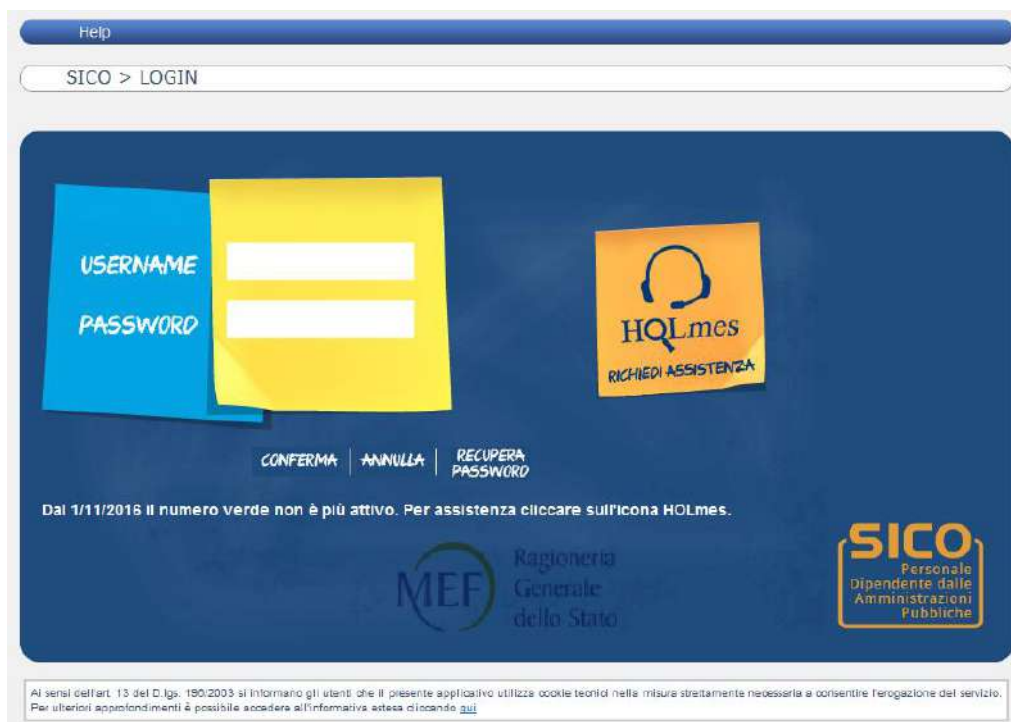 Help
SICO > LOGIN
USERNAME
PASSWORD
HOLmes
RICHIEDI ASSISTENZA
CONFERMA | ANNULLA | RECUPERA PASSWORD
Dal 1/11/2016 il numero verde non è più attivo. Per assistenza cliccare sull'icona HOLmes.
MEF
Ragioneria
Generale
dello Stato
SICO
Personale
Dipendente dalle
Amministrazioni
Pubbliche
Ai sensi dell'art. 13 del D.lgs. 196/2003 si informano gli utenti che il presente applicativo utilizza cookie tecnici nella misura strettamente necessaria a consentire l'erogazione del servizio.
Per ulteriori approfondimenti è possibile accedere all'informativa estesa cliccando qui